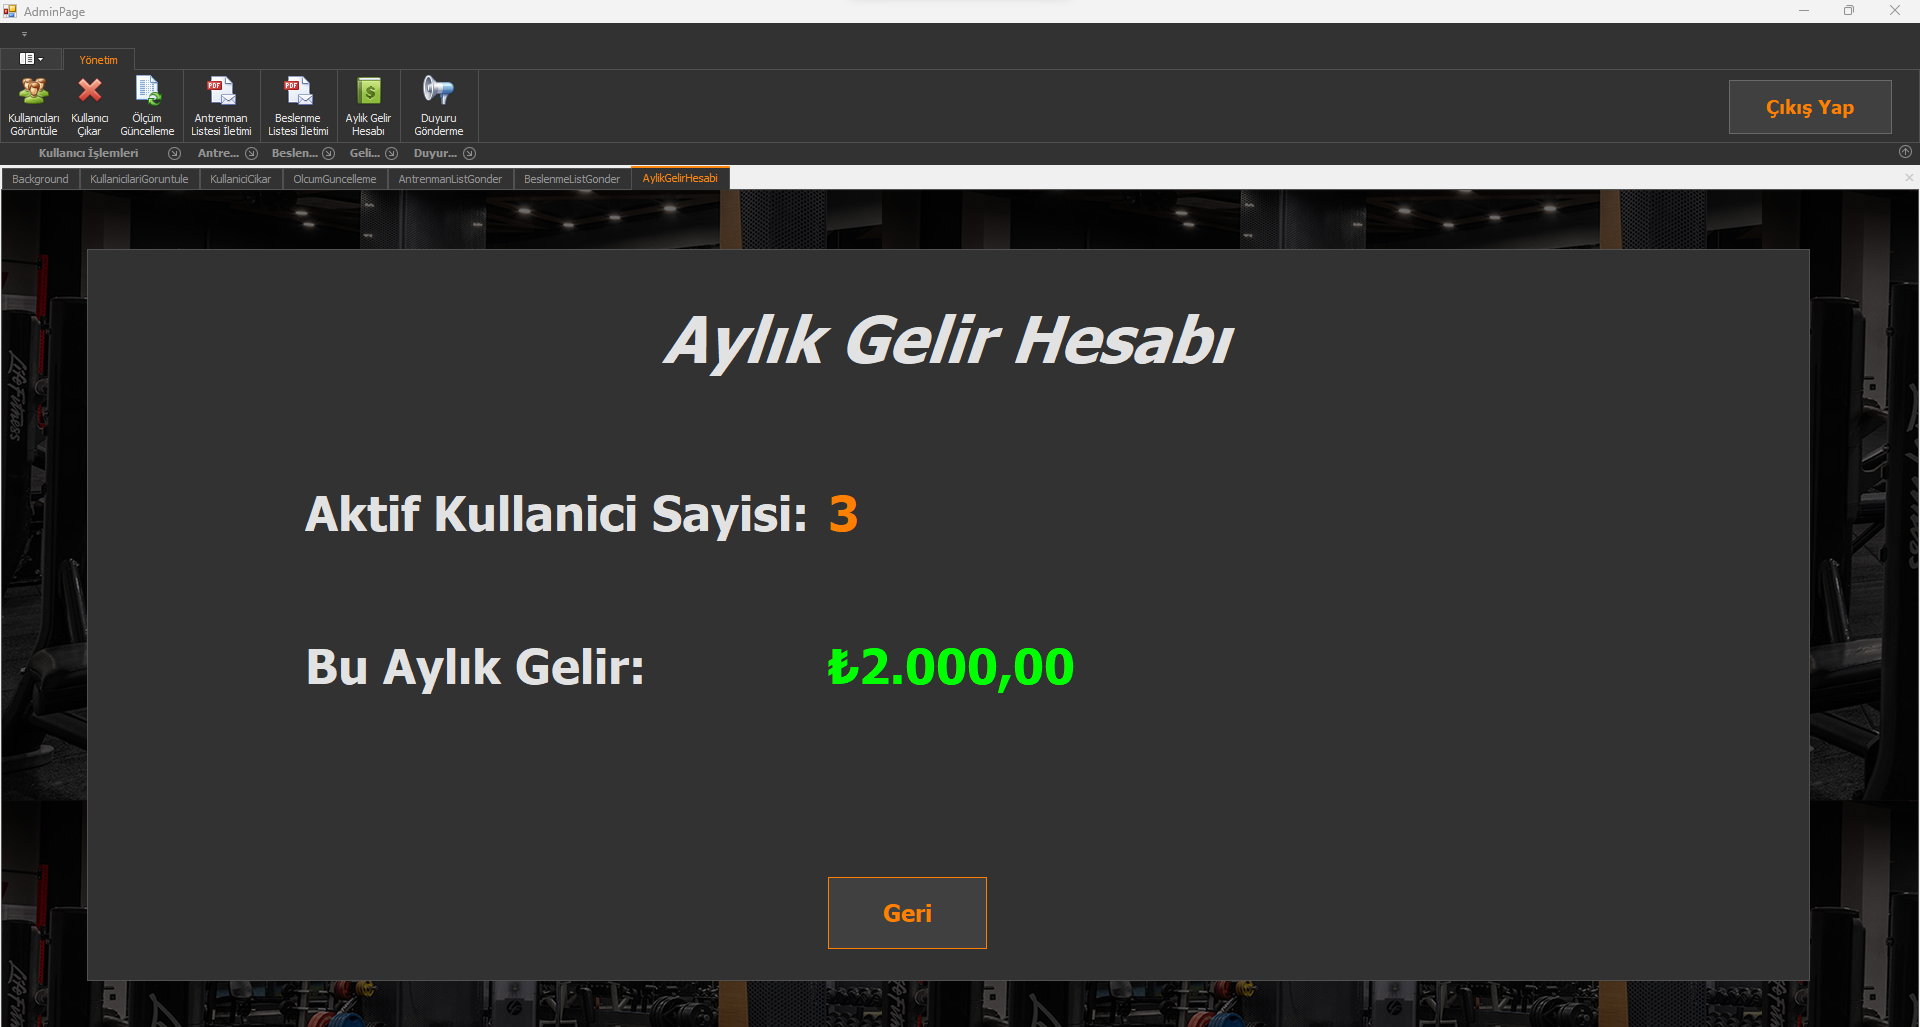 AdminPage
Yönetim
Kullanıcıları Görüntüle
Kullanıcı Çıkar
Ölçüm Güncelleme
Antrenman Listesi İletimi
Beslenme Listesi İletimi
Aylık Gelir Hesabı
Duyuru Gönderme
Çıkış Yap
Kullanıcı İşlemleri
Antre...
Beslen...
Geli...
Duyur...
Background
KullanicilariGoruntule
KullaniciCikar
OlcumGuncelleme
AntrenmanListGonder
BeslenmeListGonder
AylikGelirHesabi
Aylık Gelir Hesabı
Aktif Kullanici Sayisi: 3
Bu Aylık Gelir: ₺2.000,00
Geri
Life Fitness